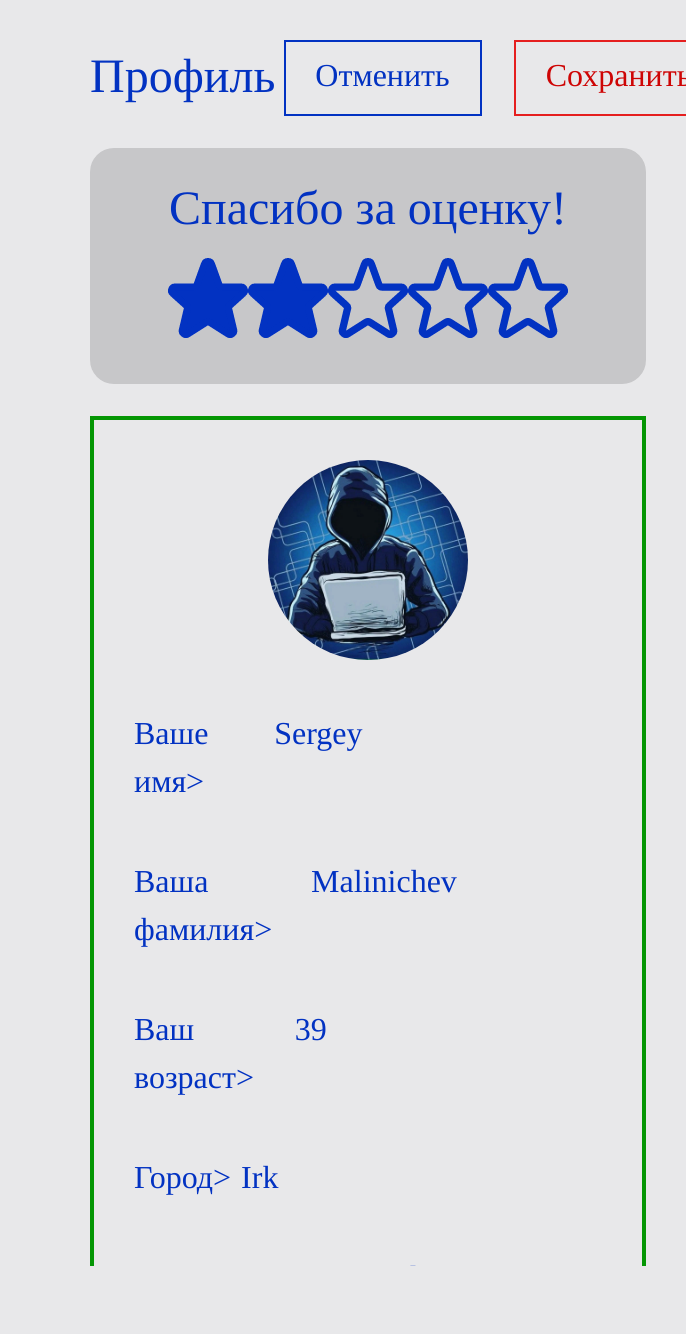 Профиль Отменить Сохранить
Спасибо за оценку!
Ваше Sergey
имя>
Ваша Malinichev
фамилия>
Ваш 39
возраст>
Город> Irk